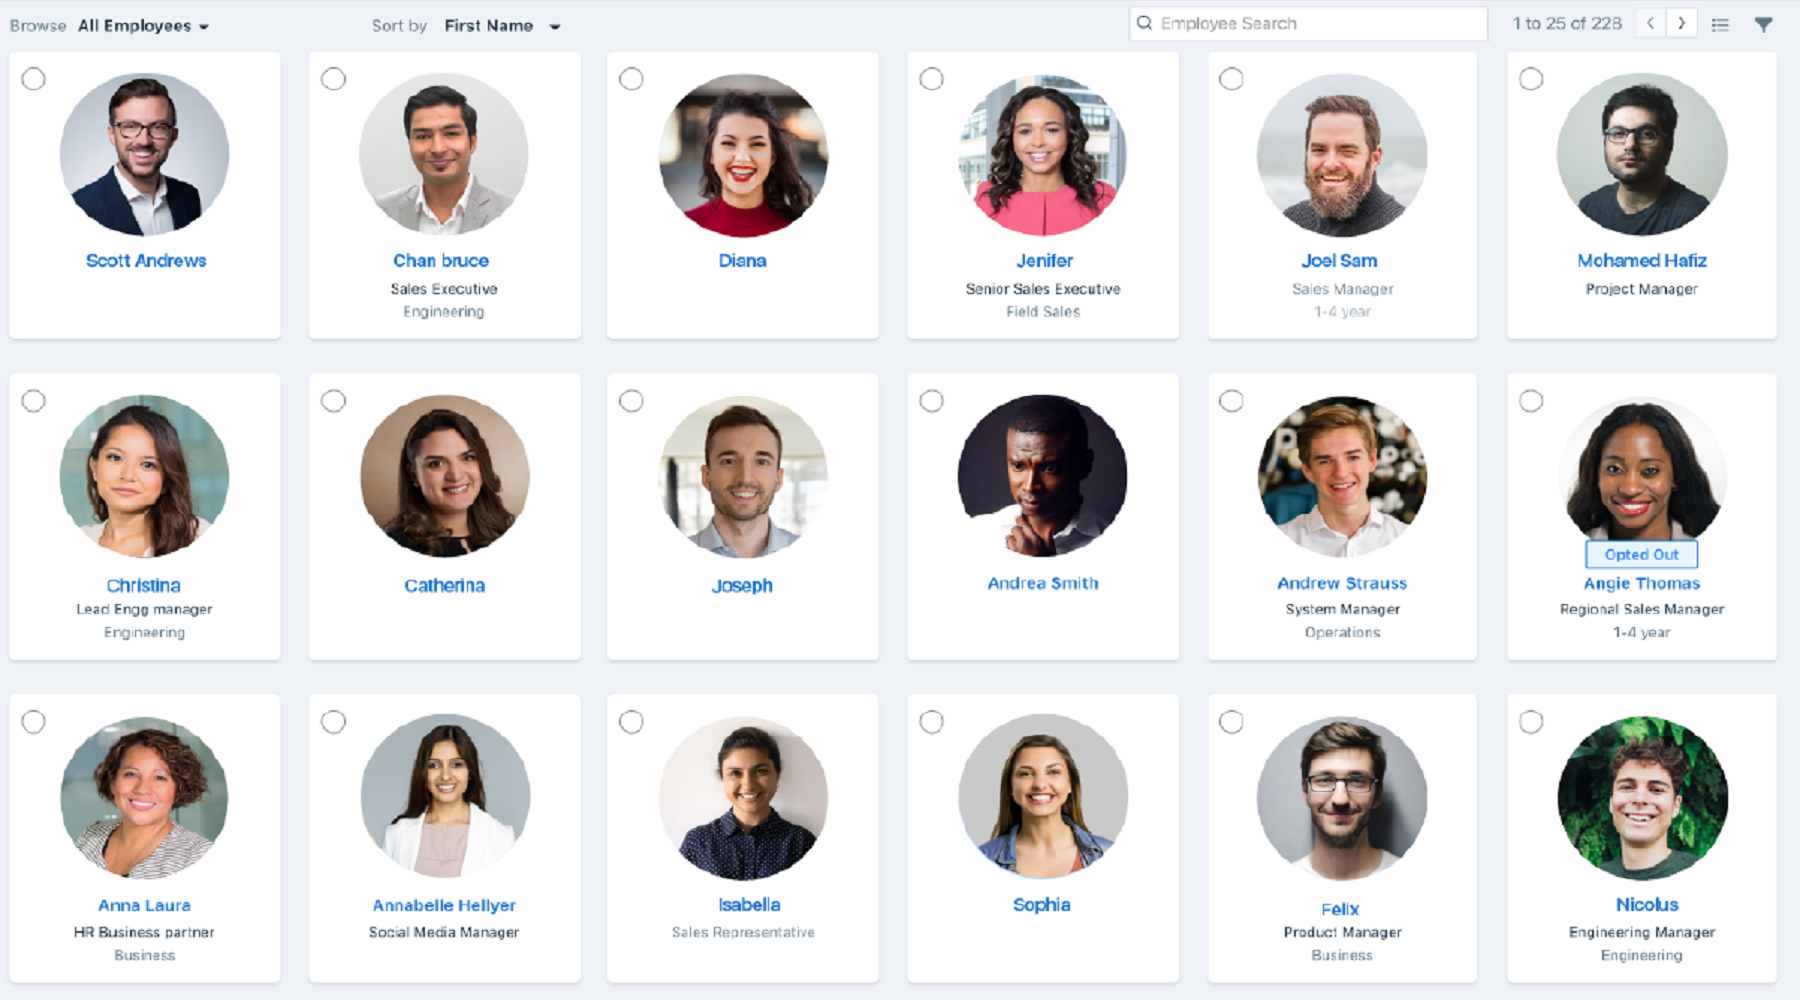 Browse All Employees
Sort by First Name
Employee Search
1 to 25 of 228
Scott Andrews
Chan bruce
Sales Executive
Engineering
Diana
Jenifer
Senior Sales Executive
Field Sales
Joel Sam
Sales Manager
1-4 year
Mohamed Hafiz
Project Manager
Christina
Lead Engg manager
Engineering
Catherina
Joseph
Andrea Smith
Andrew Strauss
System Manager
Operations
Opted Out
Angie Thomas
Regional Sales Manager
1-4 year
Anna Laura
HR Business partner
Business
Annabelle Hellyer
Social Media Manager
Isabella
Sales Representative
Sophia
Felix
Product Manager
Business
Nicolus
Engineering Manager
Engineering